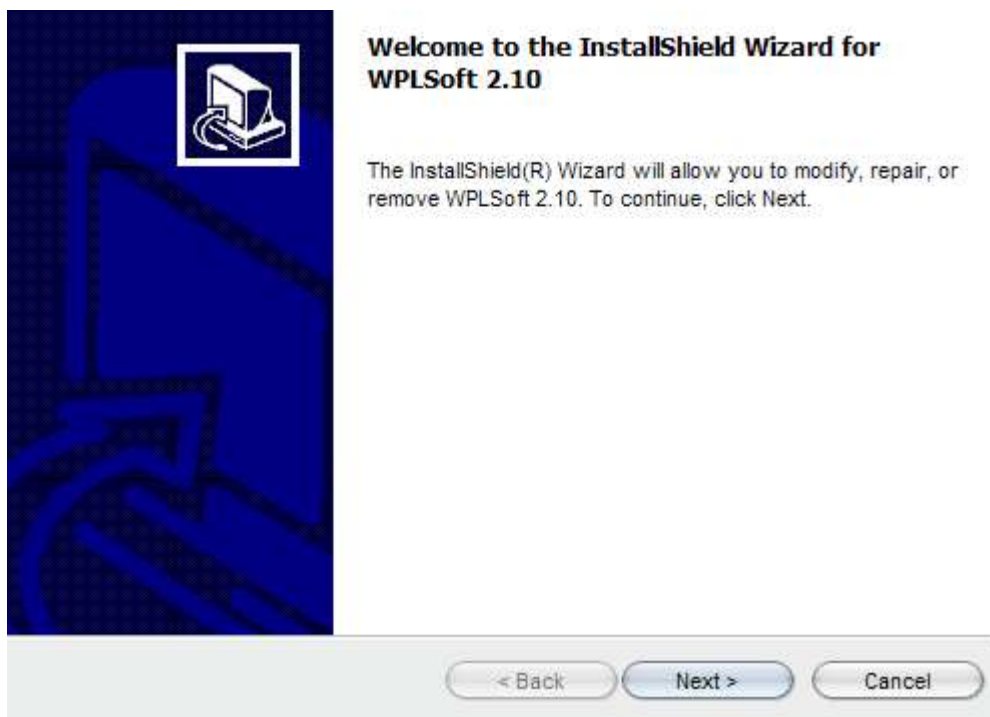 Welcome to the InstallShield Wizard for
WPLSoft 2.10
The InstallShield(R) Wizard will allow you to modify, repair, or
remove WPLSoft 2.10. To continue, click Next.
< Back
Next >
Cancel